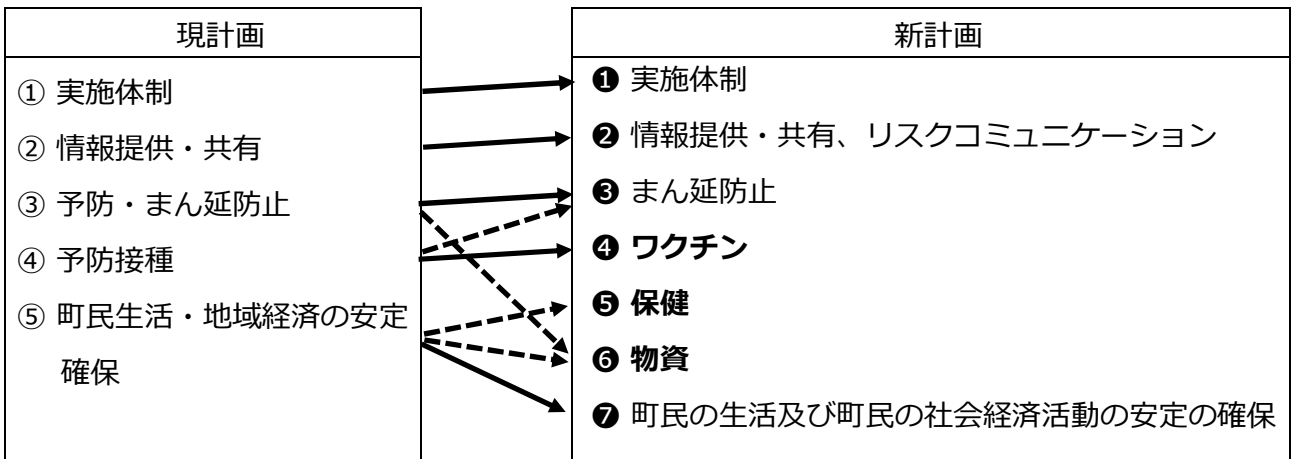 現計画
① 実施体制
② 情報提供・共有
③ 予防・まん延防止
④ 予防接種
⑤ 町民生活・地域経済の安定
確保
新計画
❶ 実施体制
❷ 情報提供・共有、リスクコミュニケーション
❸ まん延防止
❹ ワクチン
❺ 保健
❻ 物資
❼ 町民の生活及び町民の社会経済活動の安定の確保